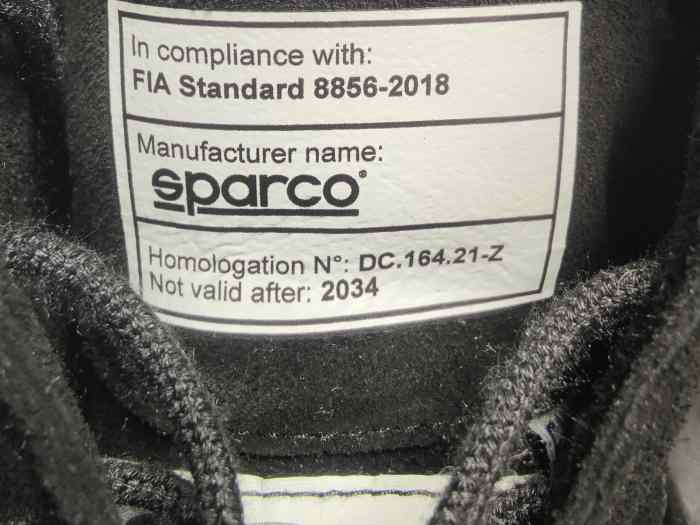 In compliance with:
FIA Standard 8856-2018
Manufacturer name:
sparco®
Homologation N°: DC.164.21-Z
Not valid after: 2034